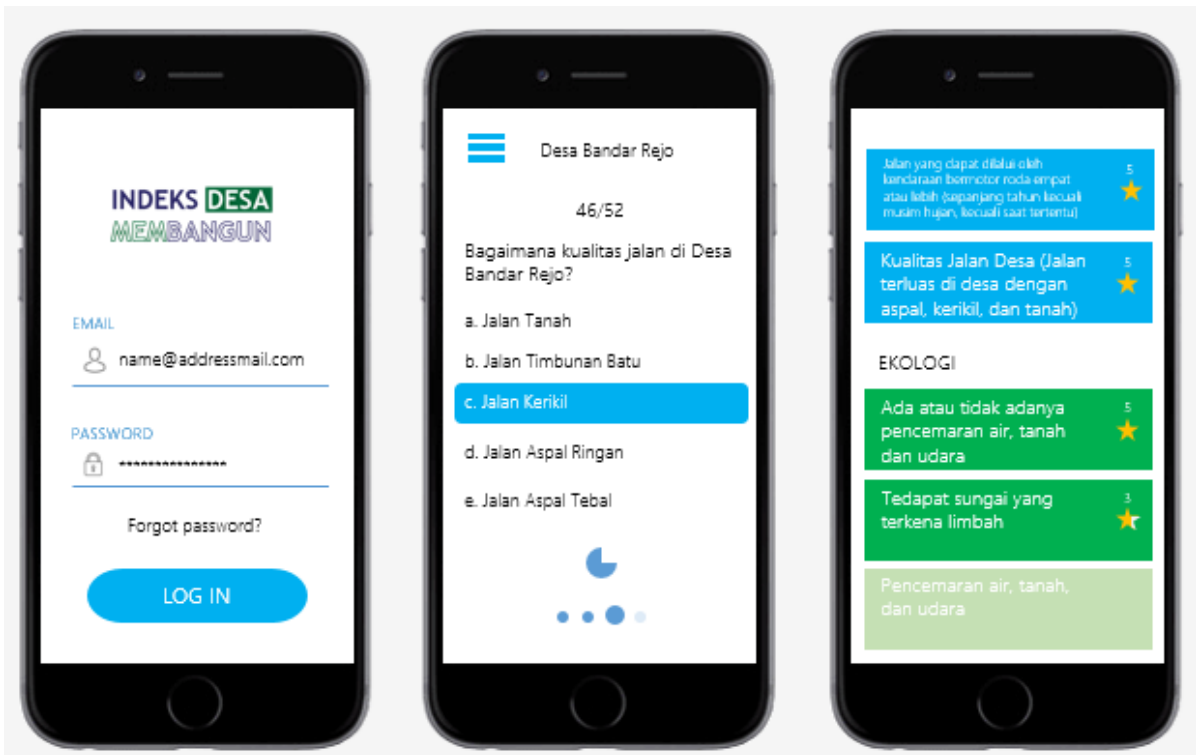 INDEKS DESA
MEMBANGUN
EMAIL
name@addressmail.com
PASSWORD
***************
Forgot password?
LOG IN
Desa Bandar Rejo
46/52
Bagaimana kualitas jalan di Desa
Bandar Rejo?
a. Jalan Tanah
b. Jalan Timbunan Batu
c. Jalan Kerikil
d. Jalan Aspal Ringan
e. Jalan Aspal Tebal
Jalan yang dapat dilalui oleh
kendaraan bermotor roda empat
atau lebih (sepanjang tahun kecuali
musim hujan, kecuali saat tertentu)
5
Kualitas Jalan Desa (Jalan
terluas di desa dengan
aspal, kerikil, dan tanah)
5
EKOLOGI
Ada atau tidak adanya
pencemaran air, tanah
dan udara
5
Tedapat sungai yang
terkena limbah
3
Pencemaran air, tanah,
dan udara